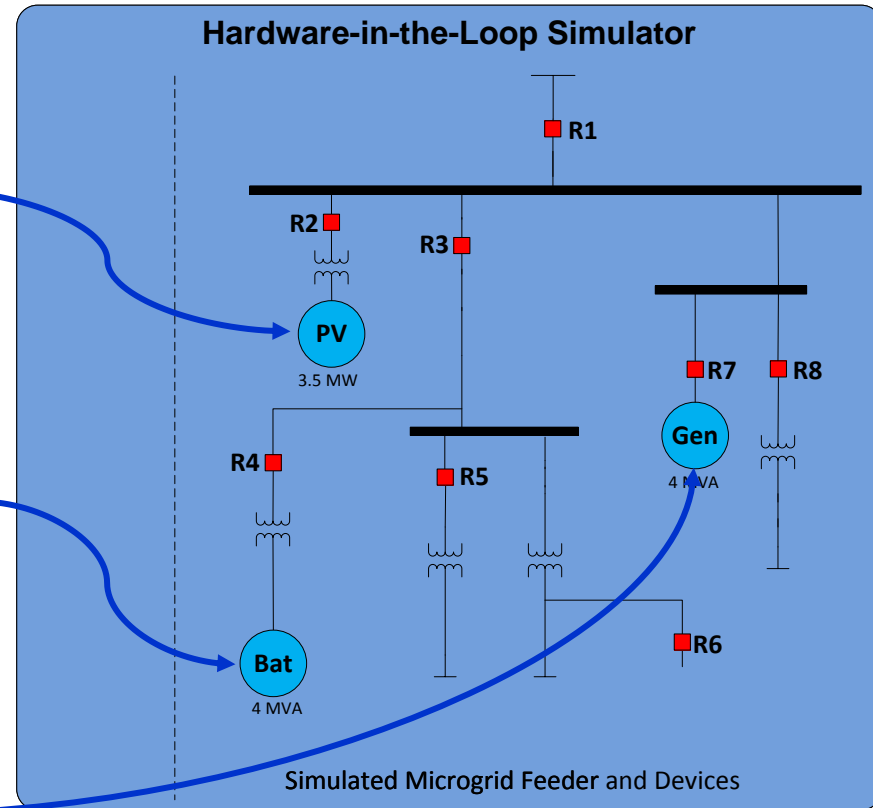 Hardware-in-the-Loop Simulator
R1
R2
R3
PV
3.5 MW
R7
R8
Gen
4 MVA
R4
R5
R6
Bat
4 MVA
Simulated Microgrid Feeder and Devices